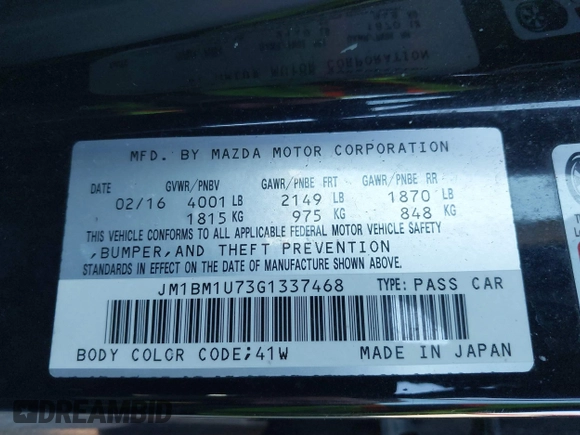 MFD. BY MAZDA MOTOR CORPORATION
DATE GVWR/PNBV GAWR/PNBE FRT GAWR/PNBE RR
02/16 4001 LB 2149 LB 1870 LB
1815 KG 975 KG 848 KG
THIS VEHICLE CONFORMS TO ALL APPLICABLE FEDERAL MOTOR VEHICLE SAFETY
,BUMPER,AND THEFT PREVENTION
STANDARDS IN EFFECT ON THE DATE OF MANUFACTURE SHOWN ABOVE.
JM1BM1U73G1337468 TYPE: PASS CAR
BODY COLOR CODE;41W MADE IN JAPAN
DREAMBID